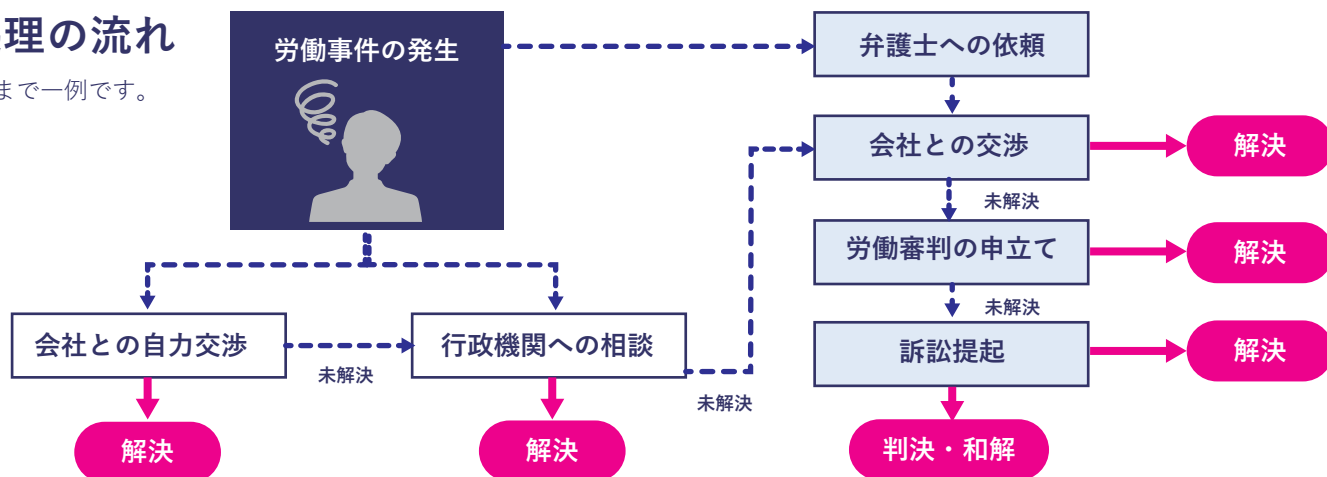 理の流れ
まで一例です。
労働事件の発生
弁護士への依頼
会社との交渉
解決
未解決
労働審判の申立て
解決
未解決
会社との自力交渉
未解決
行政機関への相談
未解決
訴訟提起
解決
解決
解決
判決・和解